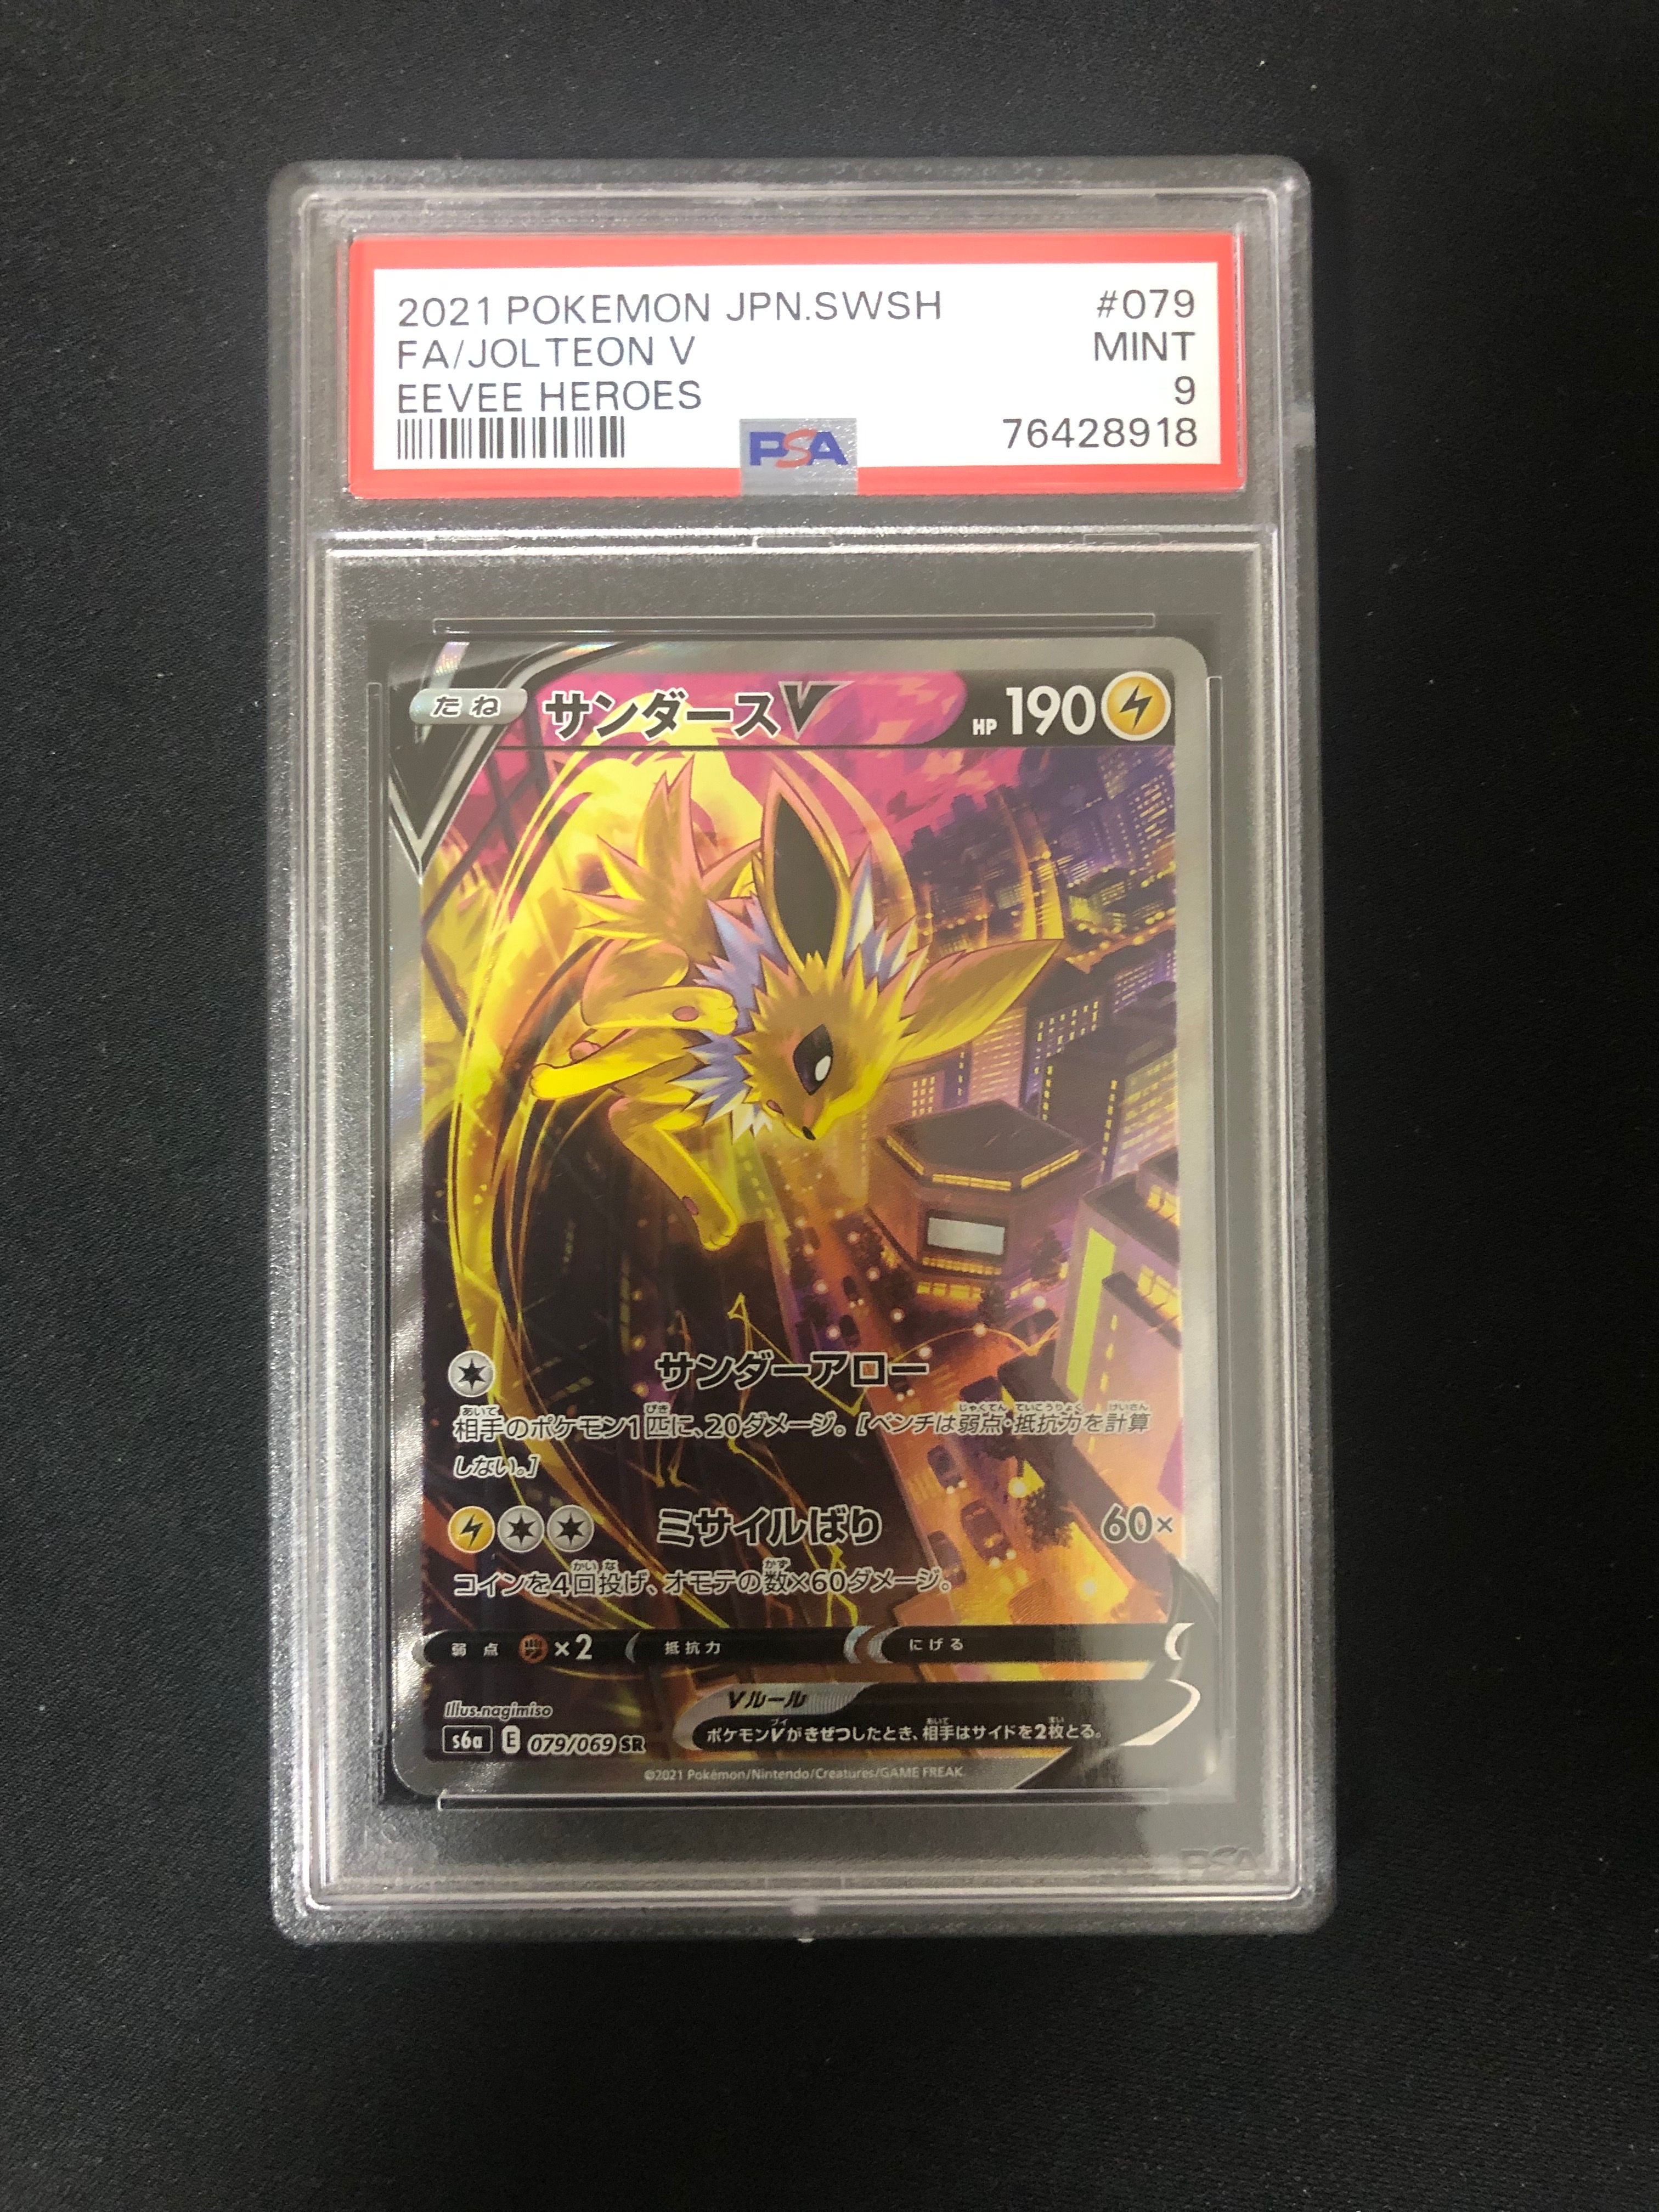 2021 POKEMON JPN.SWSH #079
FA/JOLTEON V MINT
EEVEE HEROES 9
PSA 76428918
たね サンダースV HP 190
サンダーアロー
相手のポケモン1匹に、20ダメージ。[ベンチは弱点・抵抗力を計算
しない。]
ミサイルばり 60×
コインを4回投げ、オモテの数×60ダメージ。
弱点 ×2 抵抗力 にげる
Vルール
ポケモンVがきぜつしたとき、相手はサイドを2枚とる。
Illus.nagimiso
s6a E 079/069 SR
©2021 Pokémon/Nintendo/Creatures/GAME FREAK
PSA